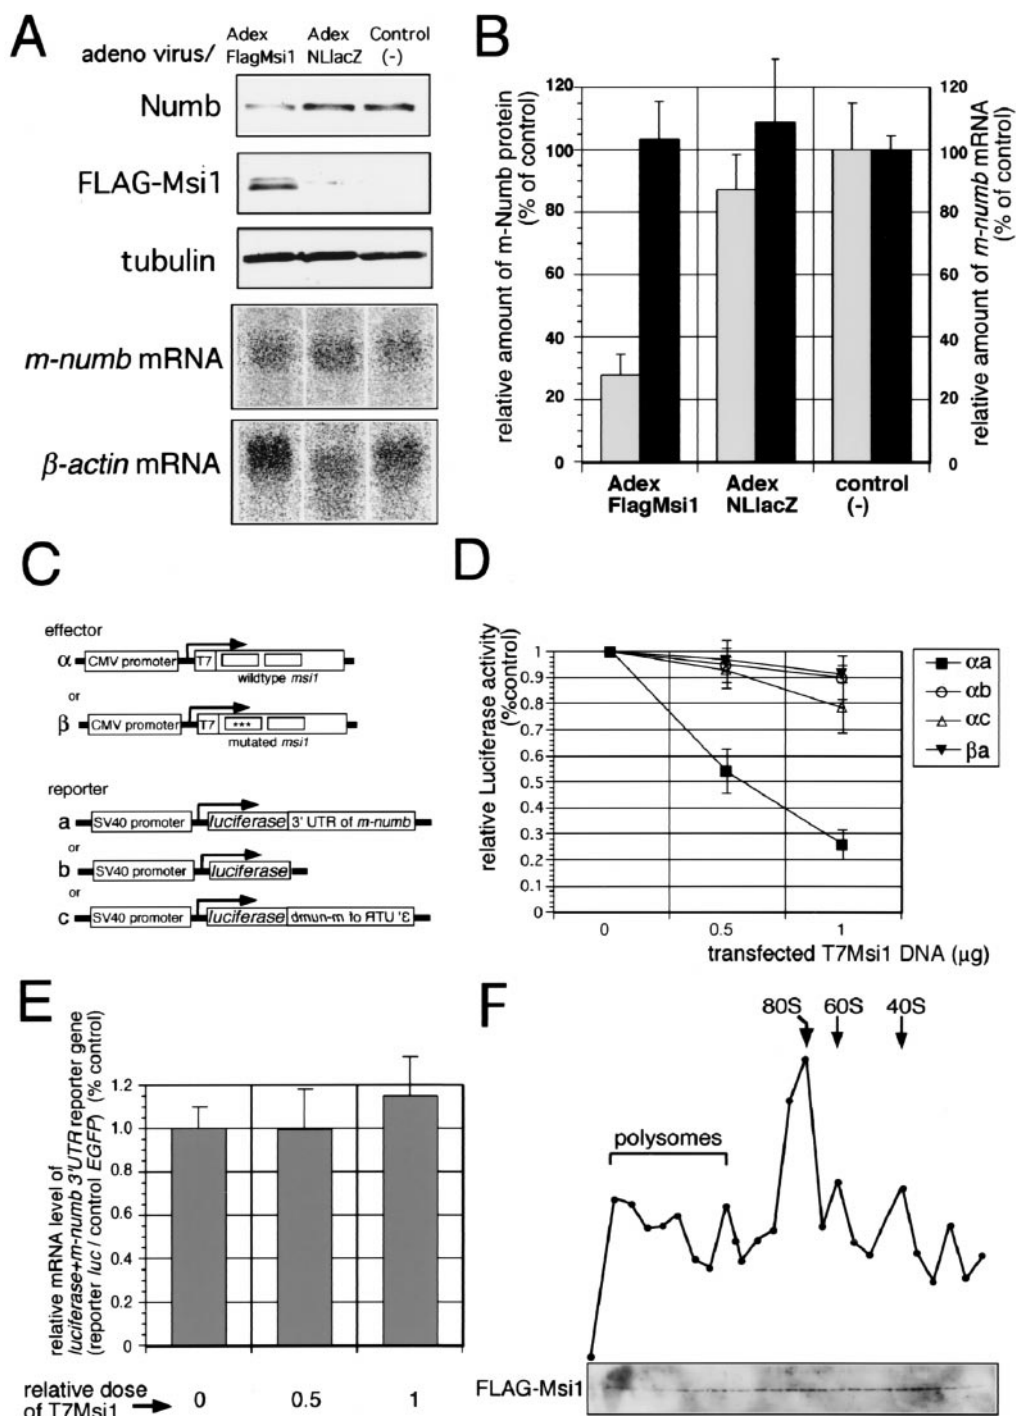 A
adeno virus/
Adex
FlagMsi1
Adex
NLlacZ
Control
(-)
Numb
FLAG-Msi1
tubulin
m-numb mRNA
β-actin mRNA
B
relative amount of m-Numb protein
(% of control)
120
100
80
60
40
20
0
120
100
80
60
40
20
0
relative amount of m-numb mRNA
(% of control)
Adex
FlagMsi1
Adex
NLlacZ
control
(-)
C
effector
α CMV promoter T7
wildtype msi1
or
β CMV promoter T7 ***
mutated msi1
reporter
a SV40 promoter luciferase 3' UTR of m-numb
or
b SV40 promoter luciferase
or
c SV40 promoter luciferase 3' UTR of m-numb
D
relative Luciferase activity
(%control)
1
0.9
0.8
0.7
0.6
0.5
0.4
0.3
0.2
0.1
0
0 0.5 1
transfected T7Msi1 DNA (μg)
αa
αb
αc
βa
E
relative mRNA level of
luciferase+m-numb 3'UTR reporter gene
(reporter luc / control EGFP) (% control)
1.2
1.0
0.8
0.6
0.4
0.2
0
relative dose
of T7Msi1
0 0.5 1
F
80S 60S 40S
polysomes
FLAG-Msi1